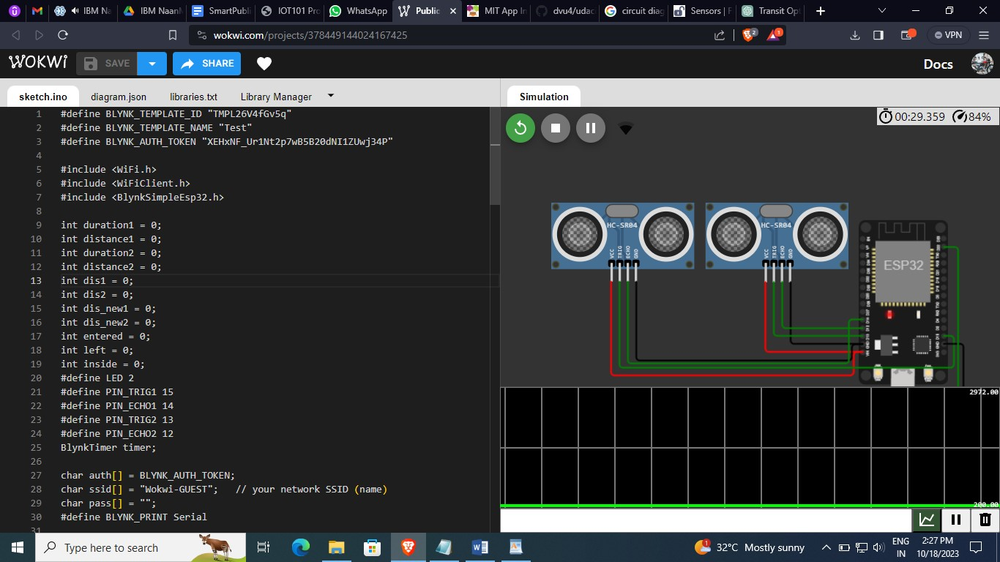 IBM Na
IBM NaanM
SmartPubli
IOT101 Pro
WhatsApp
Public
MIT App In
dvu4/udac
circuit diag
Sensors | F
Transit Opt
wokwi.com/projects/378449144024167425
2
1
VPN
WOKWi
SAVE
SHARE
Docs
sketch.ino
diagram.json
libraries.txt
Library Manager
Simulation
1 #define BLYNK_TEMPLATE_ID "TMPL26V4fGv5q"
2 #define BLYNK_TEMPLATE_NAME "Test"
3 #define BLYNK_AUTH_TOKEN "XEHxNF_Ur1Nt2p7wB5B20dNI1ZUwj34P"
4
5 #include <WiFi.h>
6 #include <WiFiClient.h>
7 #include <BlynkSimpleEsp32.h>
8
9 int duration1 = 0;
10 int distance1 = 0;
11 int duration2 = 0;
12 int distance2 = 0;
13 int dis1 = 0;
14 int dis2 = 0;
15 int dis_new1 = 0;
16 int dis_new2 = 0;
17 int entered = 0;
18 int left = 0;
19 int inside = 0;
20 #define LED 2
21 #define PIN_TRIG1 15
22 #define PIN_ECHO1 14
23 #define PIN_TRIG2 13
24 #define PIN_ECHO2 12
25 BlynkTimer timer;
26
27 char auth[] = BLYNK_AUTH_TOKEN;
28 char ssid[] = "Wokwi-GUEST"; // your network SSID (name)
29 char pass[] = "";
30 #define BLYNK_PRINT Serial
31
00:29.359
84%
HC-SR04
VCC
TRIG
ECHO
GND
HC-SR04
VCC
TRIG
ECHO
GND
ESP32
2972.00
200.00
Type here to search
1
32°C Mostly sunny
ENG
IN
2:27 PM
10/18/2023